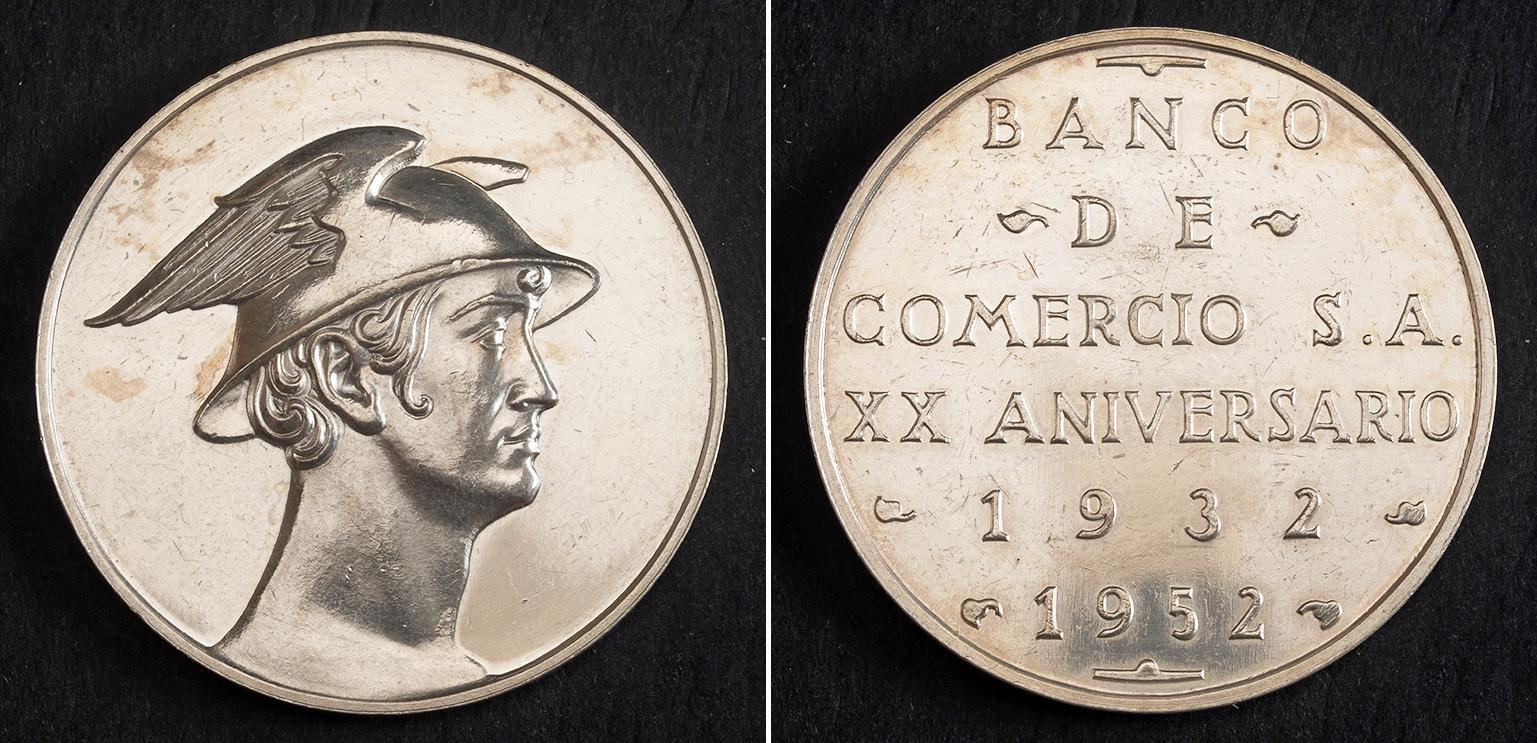 BANCO
DE
COMERCIO S.A.
XX ANIVERSARIO
1932
1952